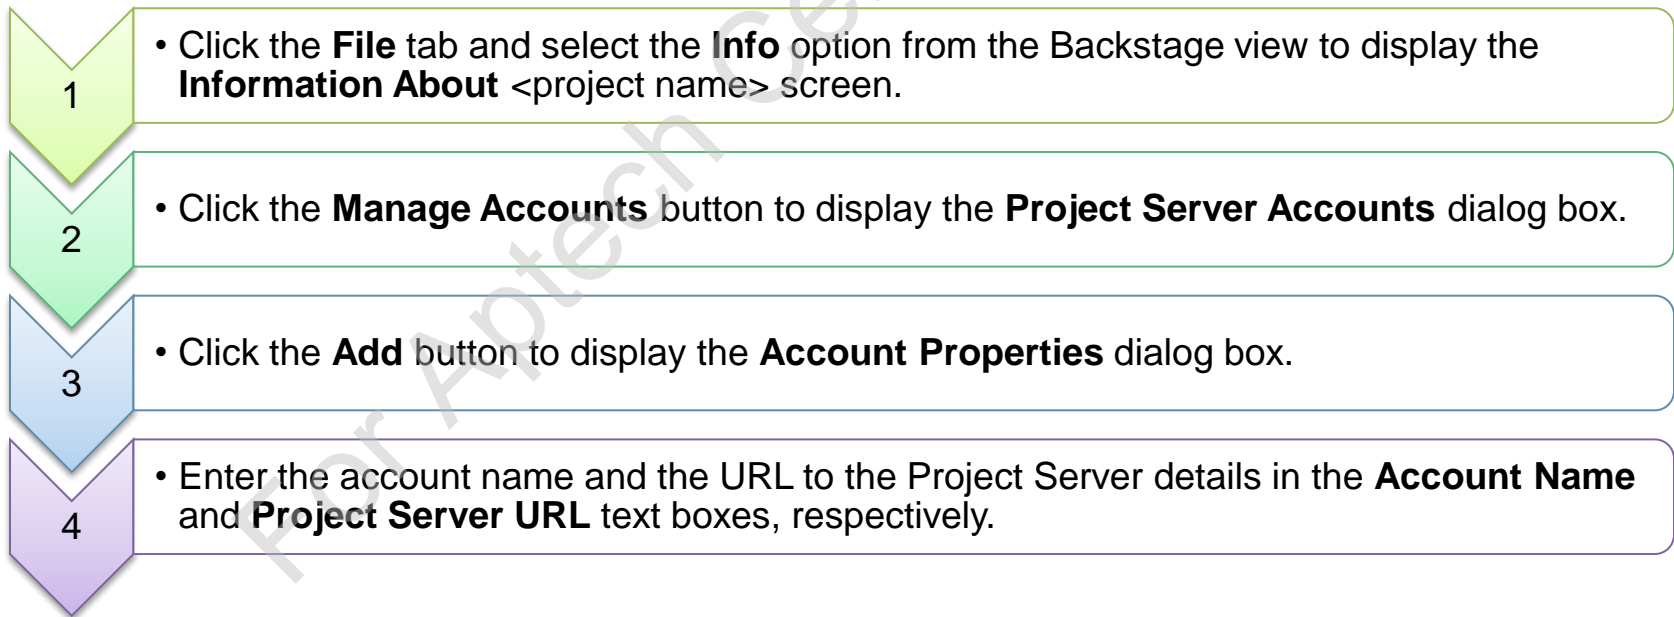 1
• Click the File tab and select the Info option from the Backstage view to display the
Information About <project name> screen.
2
• Click the Manage Accounts button to display the Project Server Accounts dialog box.
3
• Click the Add button to display the Account Properties dialog box.
4
• Enter the account name and the URL to the Project Server details in the Account Name
and Project Server URL text boxes, respectively.
For Aptech Ce